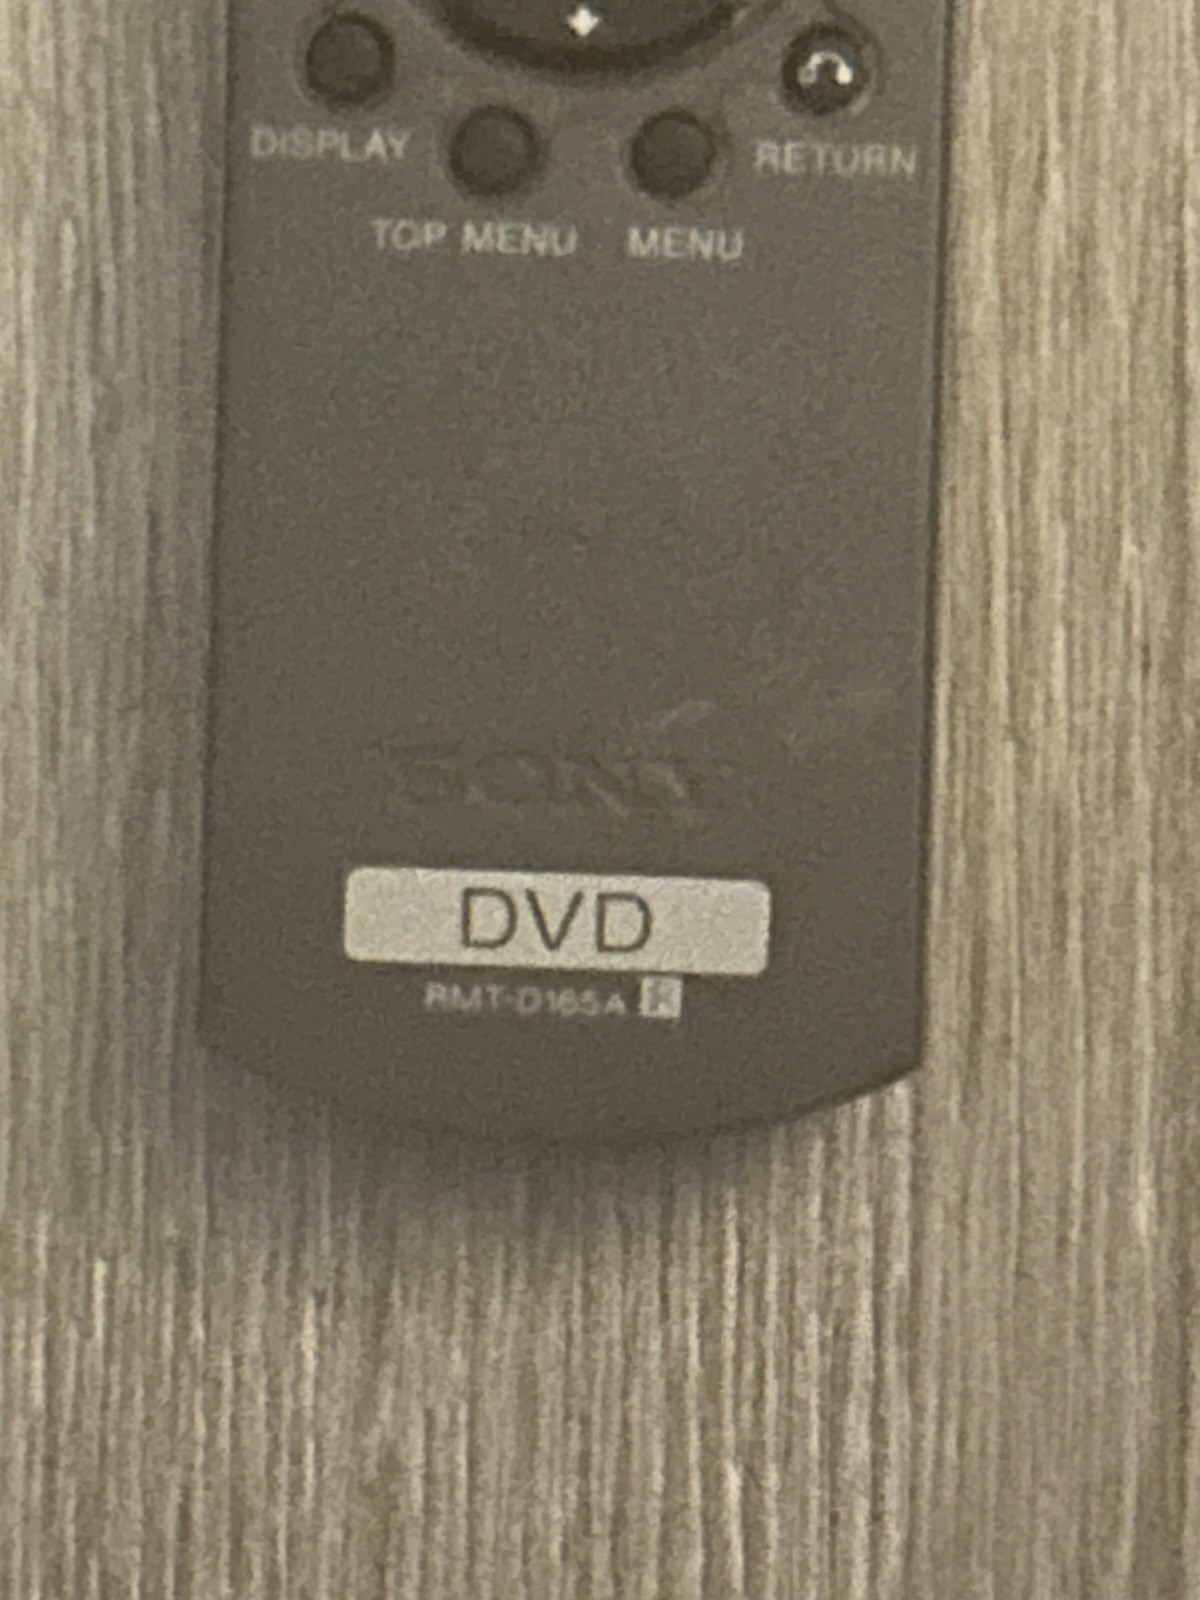 DISPLAY
RETURN
TOP MENU MENU
SONY
DVD
RMT-D165A R